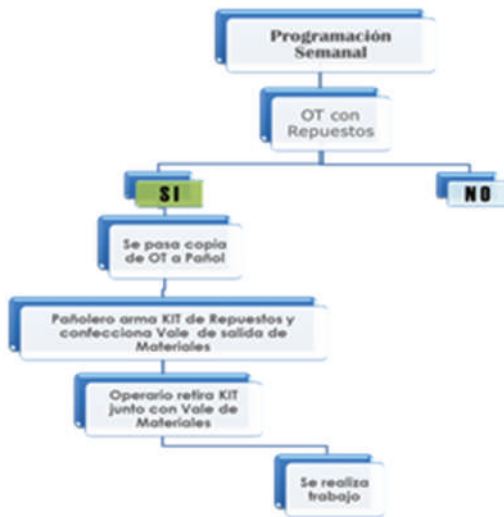 Programación
Semanal
OT con
Repuestos
SI
NO
Se pasa copia
de OT a Pañol
Pañolero arma KIT de Repuestos y
confecciona Vale de salida de
Materiales
Operario retira KIT
junto con Vale de
Materiales
Se realiza
trabajo